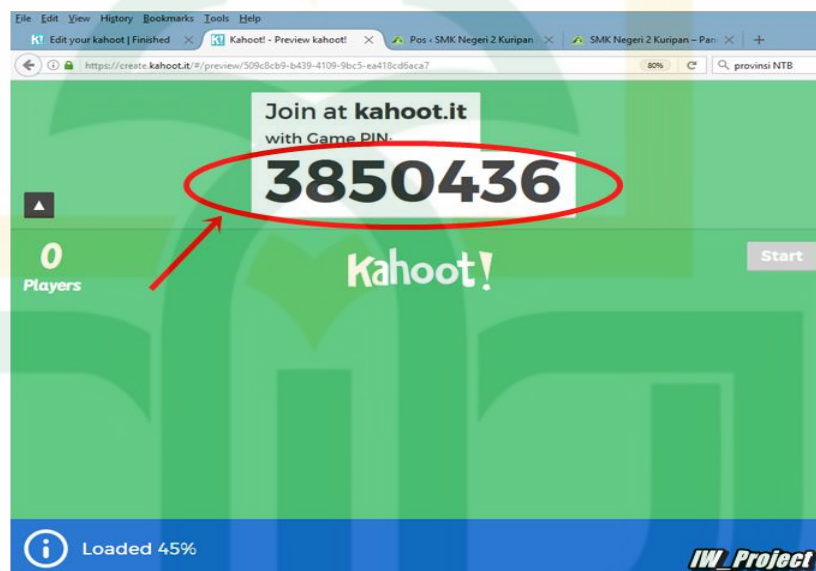 File Edit View History Bookmarks Tools Help
K! Edit your kahoot | Finished
K! Kahoot! - Preview kahoot!
Pos ‹ SMK Negeri 2 Kuripan
SMK Negeri 2 Kuripan – Pan
https://create.kahoot.it/#/preview/509c8cb9-b439-4109-9bc5-ea418cd6aca7
80%
provinsi NTB
Join at kahoot.it
with Game PIN:
3850436
0
Players
Kahoot!
Start
Loaded 45%
IW_Project